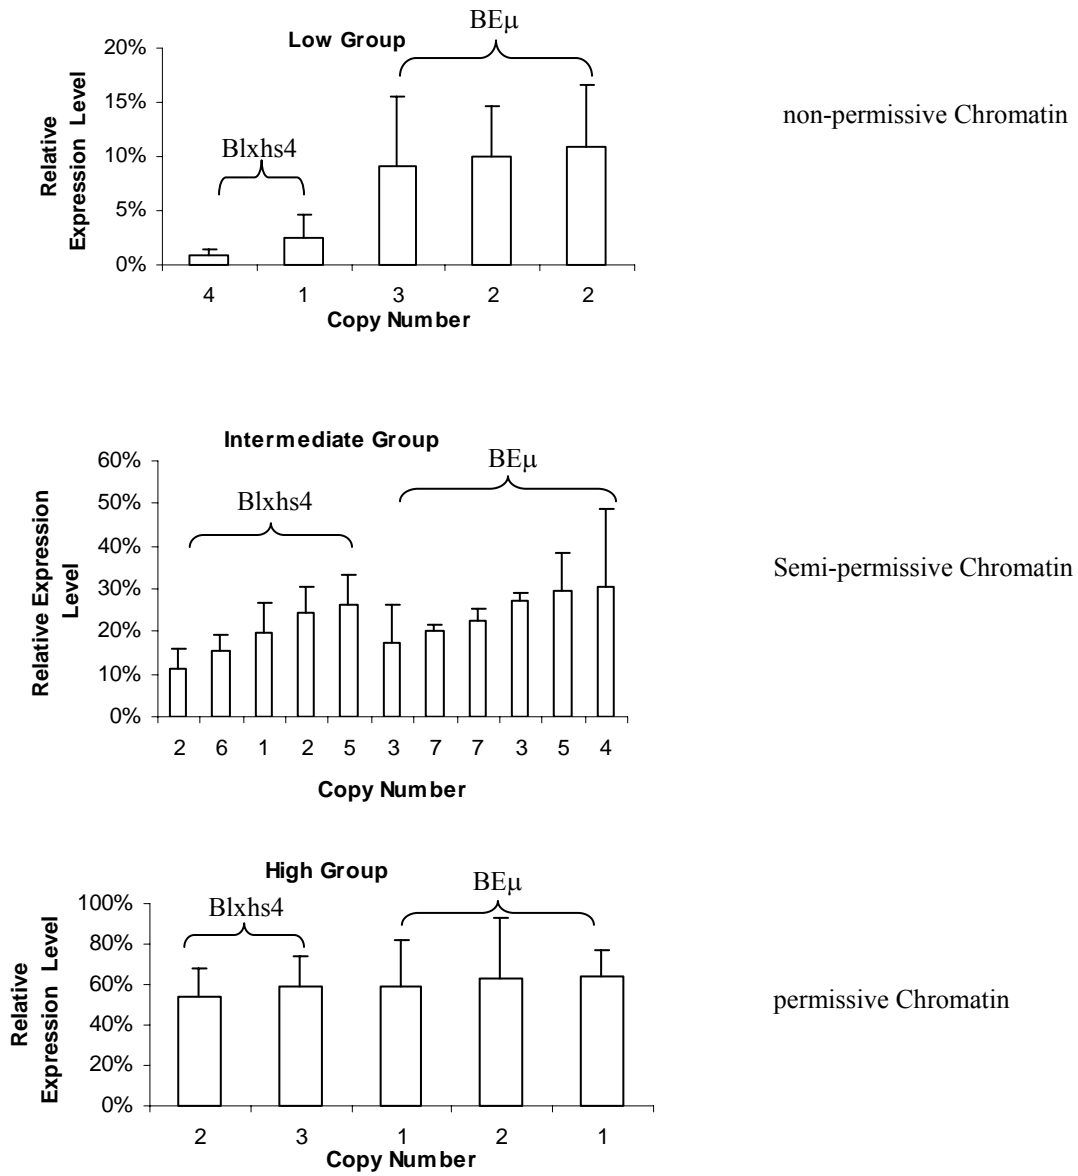 BEμ
Low Group
20%
15%
10%
5%
0%
Relative
Expression Level
Blxhs4
non-permissive Chromatin
4 1 3 2 2
Copy Number
Intermediate Group
BEμ
60%
50%
40%
30%
20%
10%
0%
Relative Expression
Level
Blxhs4
Semi-permissive Chromatin
2 6 1 2 5 3 7 7 3 5 4
Copy Number
High Group
BEμ
Blxhs4
100%
80%
60%
40%
20%
0%
Relative
Expression Level
permissive Chromatin
2 3 1 2 1
Copy Number